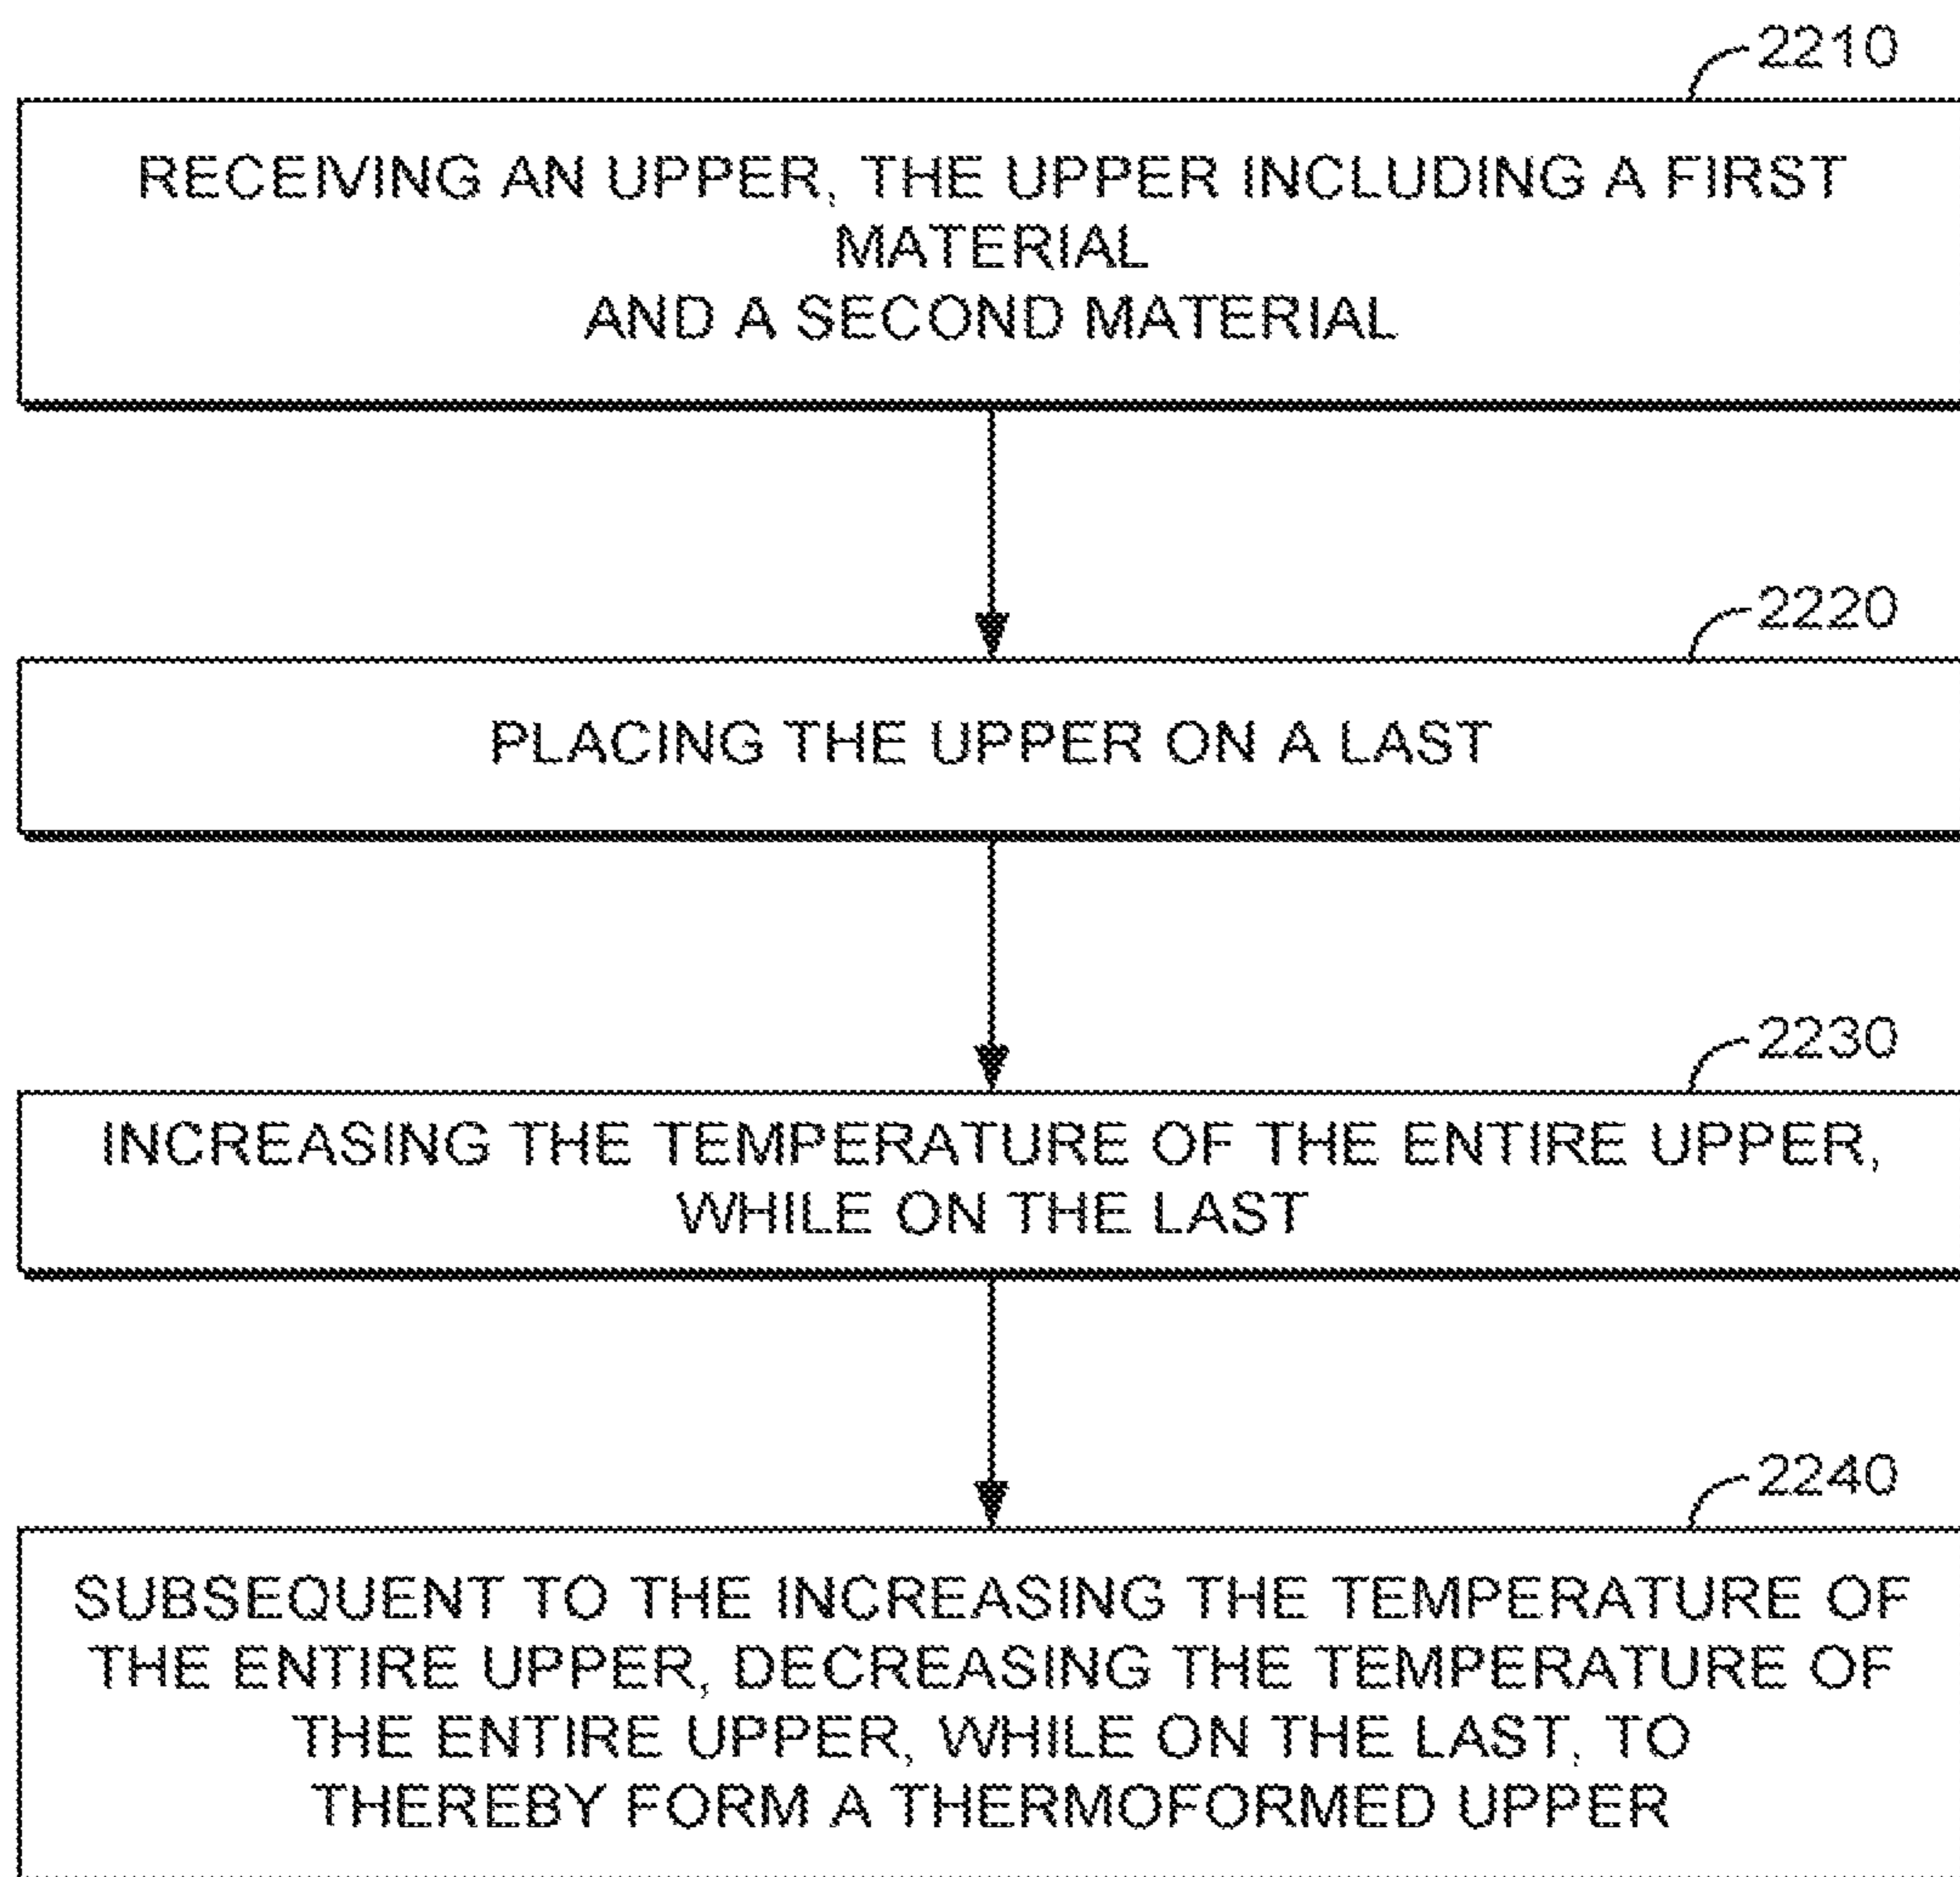 2210
RECEIVING AN UPPER, THE UPPER INCLUDING A FIRST
MATERIAL
AND A SECOND MATERIAL
2220
PLACING THE UPPER ON A LAST
2230
INCREASING THE TEMPERATURE OF THE ENTIRE UPPER,
WHILE ON THE LAST
2240
SUBSEQUENT TO THE INCREASING THE TEMPERATURE OF
THE ENTIRE UPPER, DECREASING THE TEMPERATURE OF
THE ENTIRE UPPER, WHILE ON THE LAST, TO
THEREBY FORM A THERMOFORMED UPPER